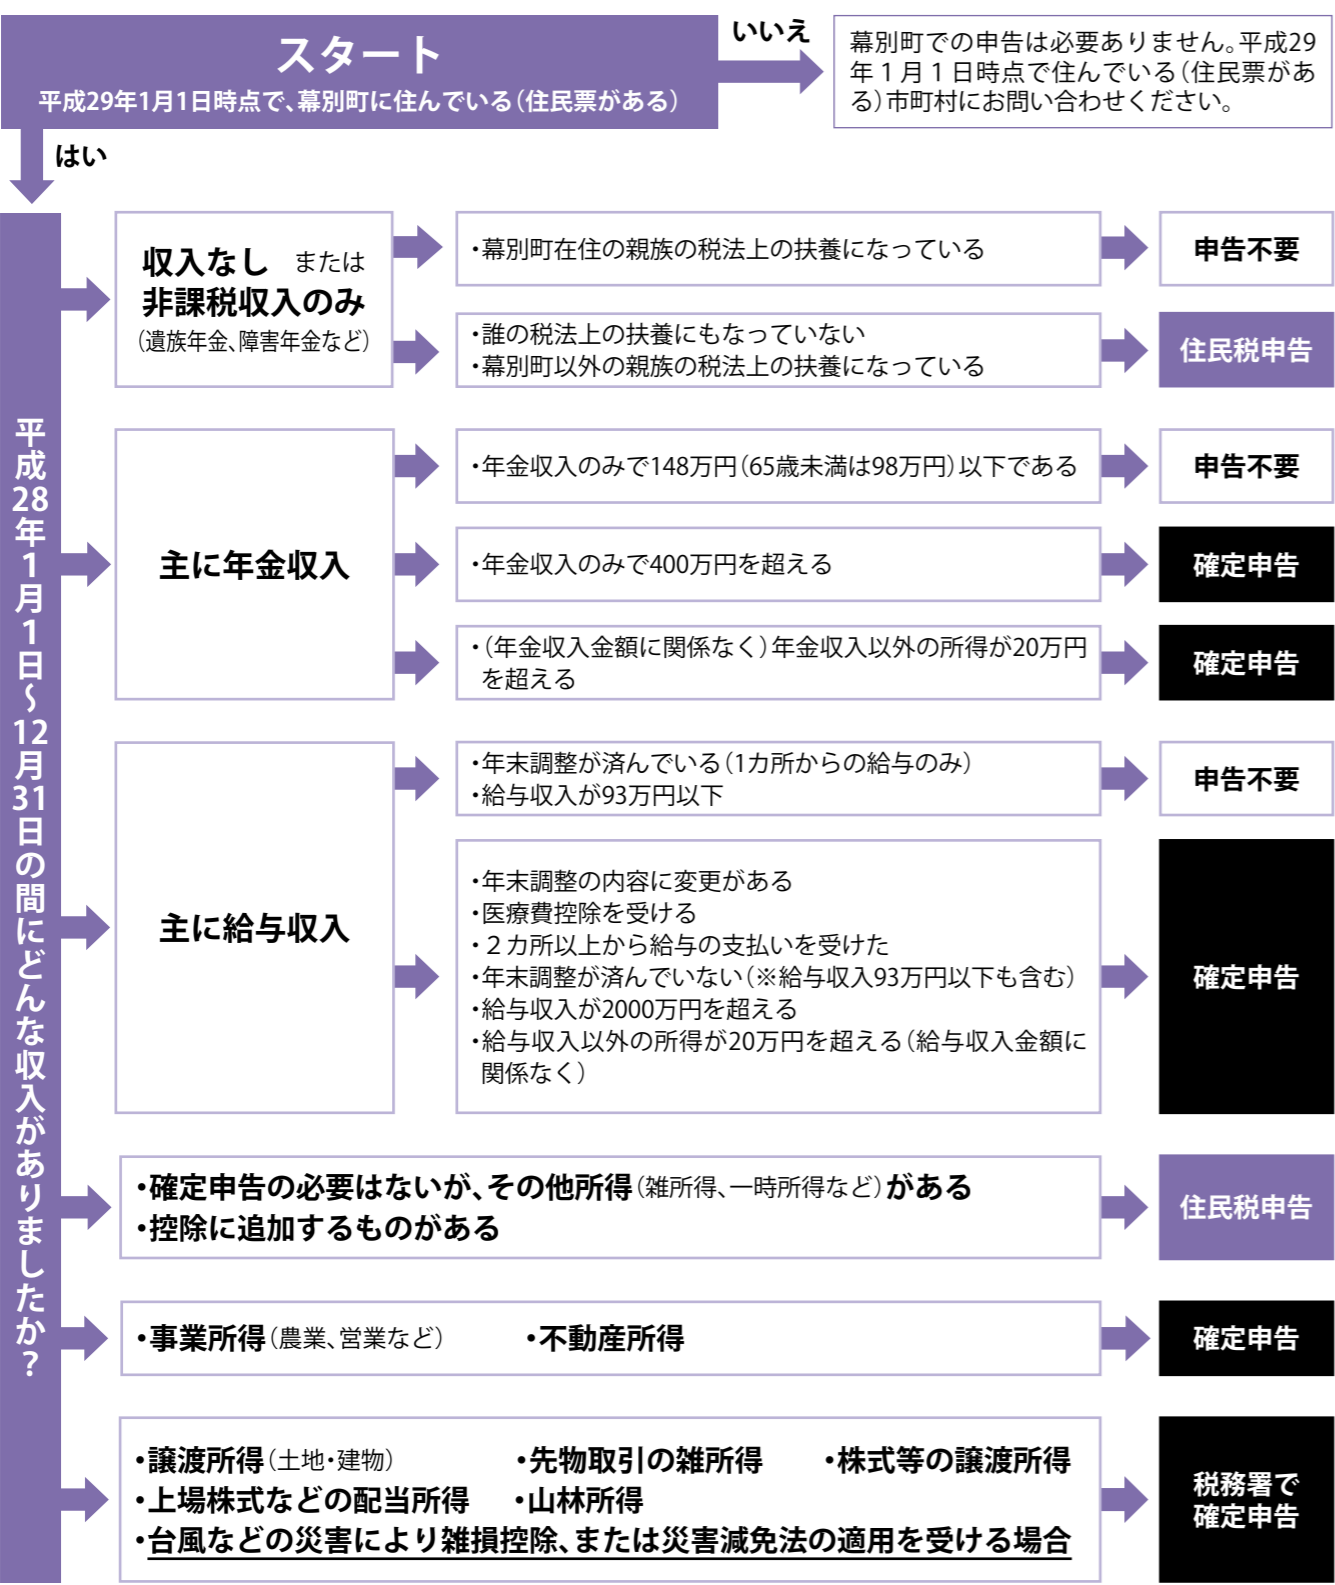 スタート
平成29年1月1日時点で、幕別町に住んでいる（住民票がある）
いいえ
幕別町での申告は必要ありません。平成29
年１月１日時点で住んでいる（住民票があ
る）市町村にお問い合わせください。
はい
平成28年1月1日～12月31日の間にどんな収入がありましたか？
収入なし または
非課税収入のみ
（遺族年金、障害年金など）
・幕別町在住の親族の税法上の扶養になっている
申告不要
・誰の税法上の扶養にもなっていない
・幕別町以外の親族の税法上の扶養になっている
住民税申告
主に年金収入
・年金収入のみで148万円（65歳未満は98万円）以下である
申告不要
・年金収入のみで400万円を超える
確定申告
・（年金収入金額に関係なく）年金収入以外の所得が20万円
を超える
確定申告
主に給与収入
・年末調整が済んでいる（1カ所からの給与のみ）
・給与収入が93万円以下
申告不要
・年末調整の内容に変更がある
・医療費控除を受ける
・２カ所以上から給与の支払いを受けた
・年末調整が済んでいない（※給与収入93万円以下も含む）
・給与収入が2000万円を超える
・給与収入以外の所得が20万円を超える（給与収入金額に
関係なく）
確定申告
・確定申告の必要はないが、その他所得（雑所得、一時所得など）がある
・控除に追加するものがある
住民税申告
・事業所得（農業、営業など） ・不動産所得
確定申告
・譲渡所得（土地・建物） ・先物取引の雑所得 ・株式等の譲渡所得
・上場株式などの配当所得 ・山林所得
・台風などの災害により雑損控除、または災害減免法の適用を受ける場合
税務署で
確定申告